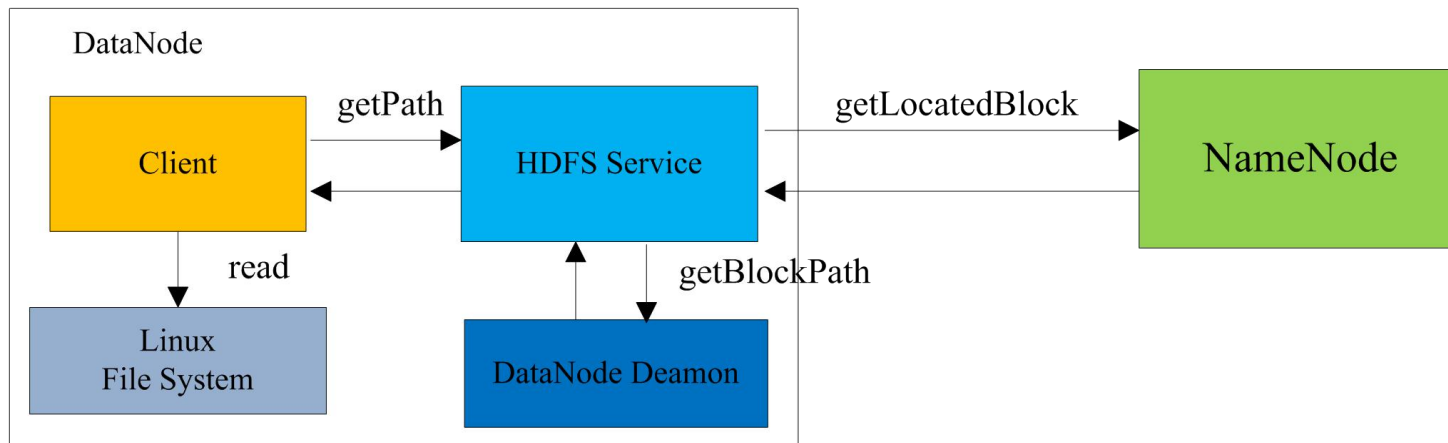 DataNode
getPath
getLocatedBlock
Client
HDFS Service
NameNode
read
getBlockPath
Linux
File System
DataNode Deamon